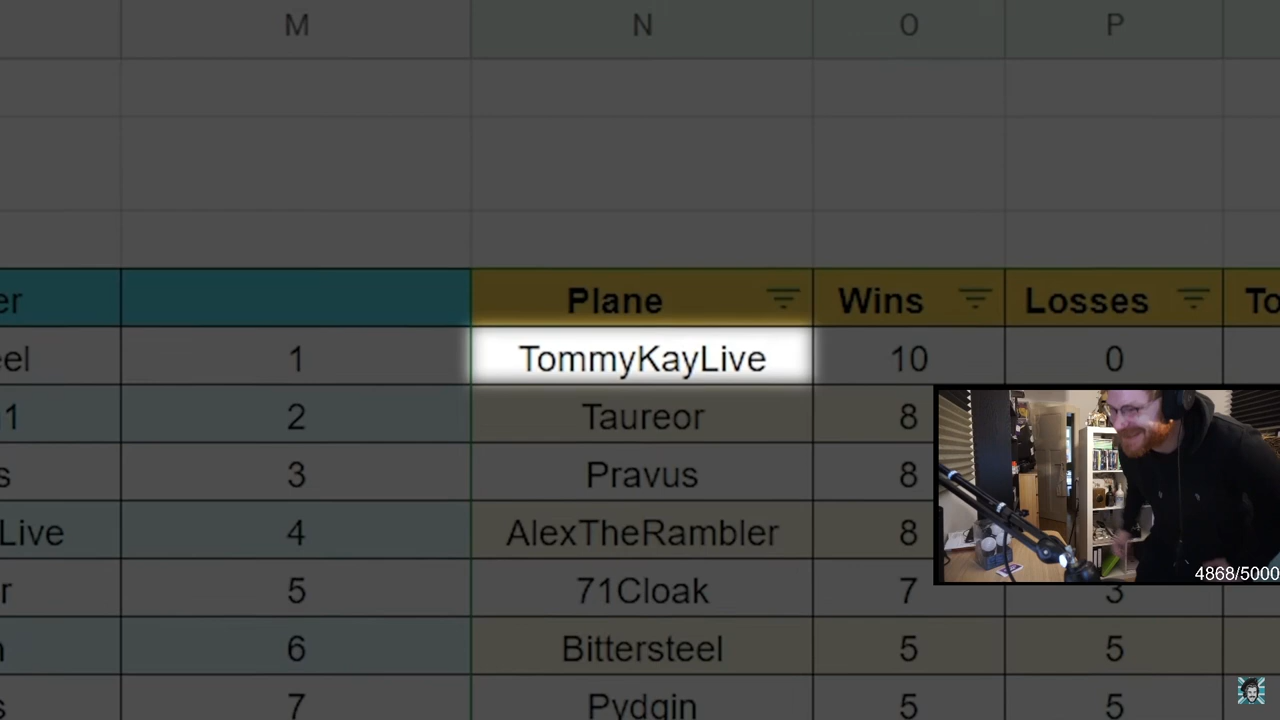 M N O P
er Plane Wins Losses To
eel 1 TommyKayLive 10 0
1 2 Taureor 8
s 3 Pravus 8
Live 4 AlexTheRambler 8
r 5 71Cloak 7 3
n 6 Bittersteel 5 5
s 7 Pydgin 5 5
4868/5000